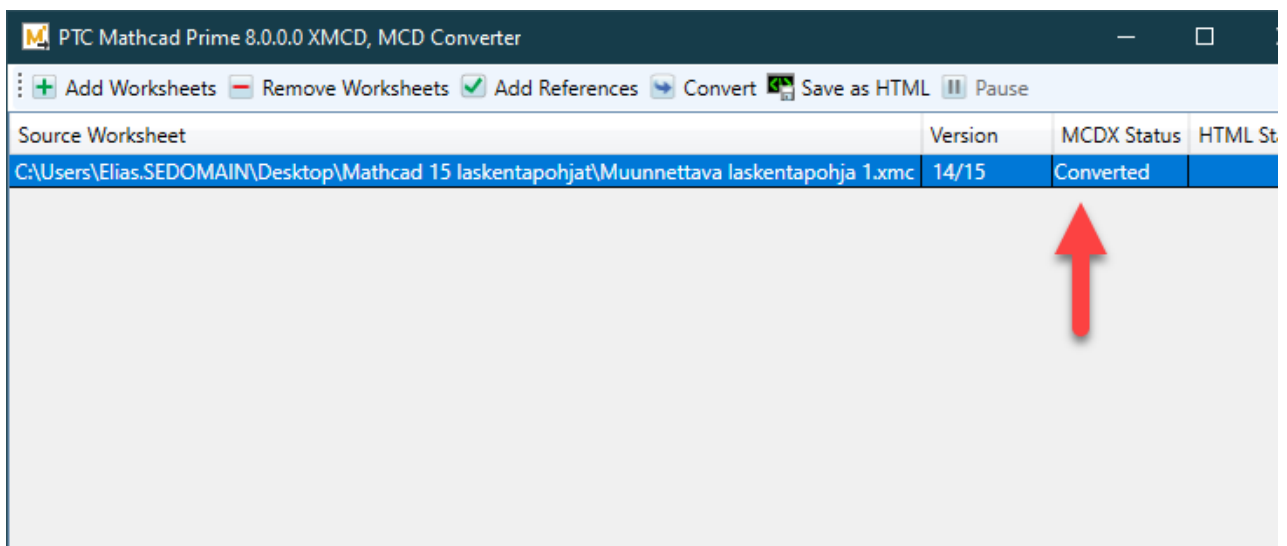 PTC Mathcad Prime 8.0.0.0 XMCD, MCD Converter
Add Worksheets Remove Worksheets Add References Convert Save as HTML Pause
Source Worksheet Version MCDX Status HTML St
C:\Users\Elias.SEDOMAIN\Desktop\Mathcad 15 laskentapohjat\Muunnettava laskentapohja 1.xmc 14/15 Converted